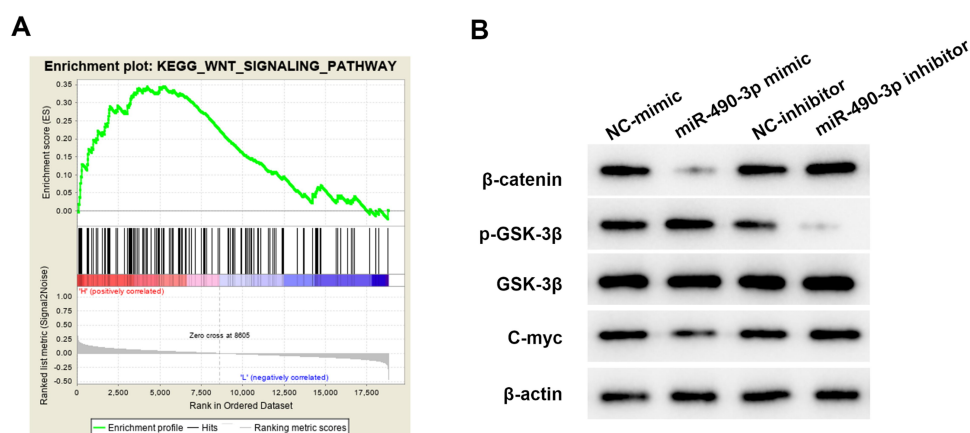 A
Enrichment plot: KEGG_WNT_SIGNALING_PATHWAY
Enrichment score (ES)
0.35
0.30
0.25
0.20
0.15
0.10
0.05
0.00
'H' (positively correlated)
Ranked list metric (Signal2Noise)
1.00
0.75
0.50
0.25
0.00
-0.25
-0.50
Zero cross at 8605
'L' (negatively correlated)
0 2,500 5,000 7,500 10,000 12,500 15,000 17,500
Rank in Ordered Dataset
Enrichment profile Hits Ranking metric scores
B
NC-mimic
miR-490-3p mimic
NC-inhibitor
miR-490-3p inhibitor
β-catenin
p-GSK-3β
GSK-3β
C-myc
β-actin